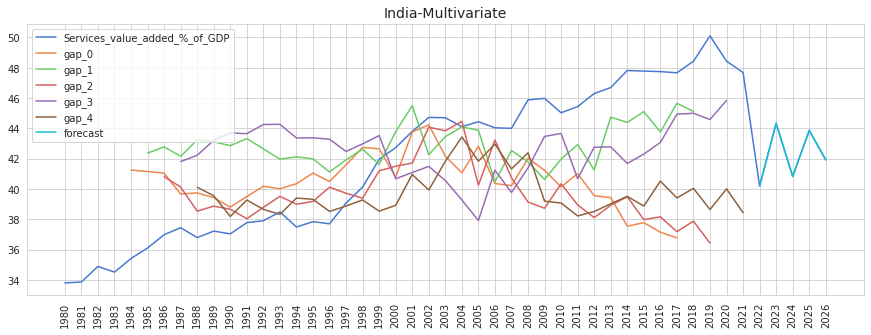 India-Multivariate
Services_value_added_%_of_GDP
gap_0
gap_1
gap_2
gap_3
gap_4
forecast
50
48
46
44
42
40
38
36
34
1980 1981 1982 1983 1984 1985 1986 1987 1988 1989 1990 1991 1992 1993 1994 1995 1996 1997 1998 1999 2000 2001 2002 2003 2004 2005 2006 2007 2008 2009 2010 2011 2012 2013 2014 2015 2016 2017 2018 2019 2020 2021 2022 2023 2024 2025 2026